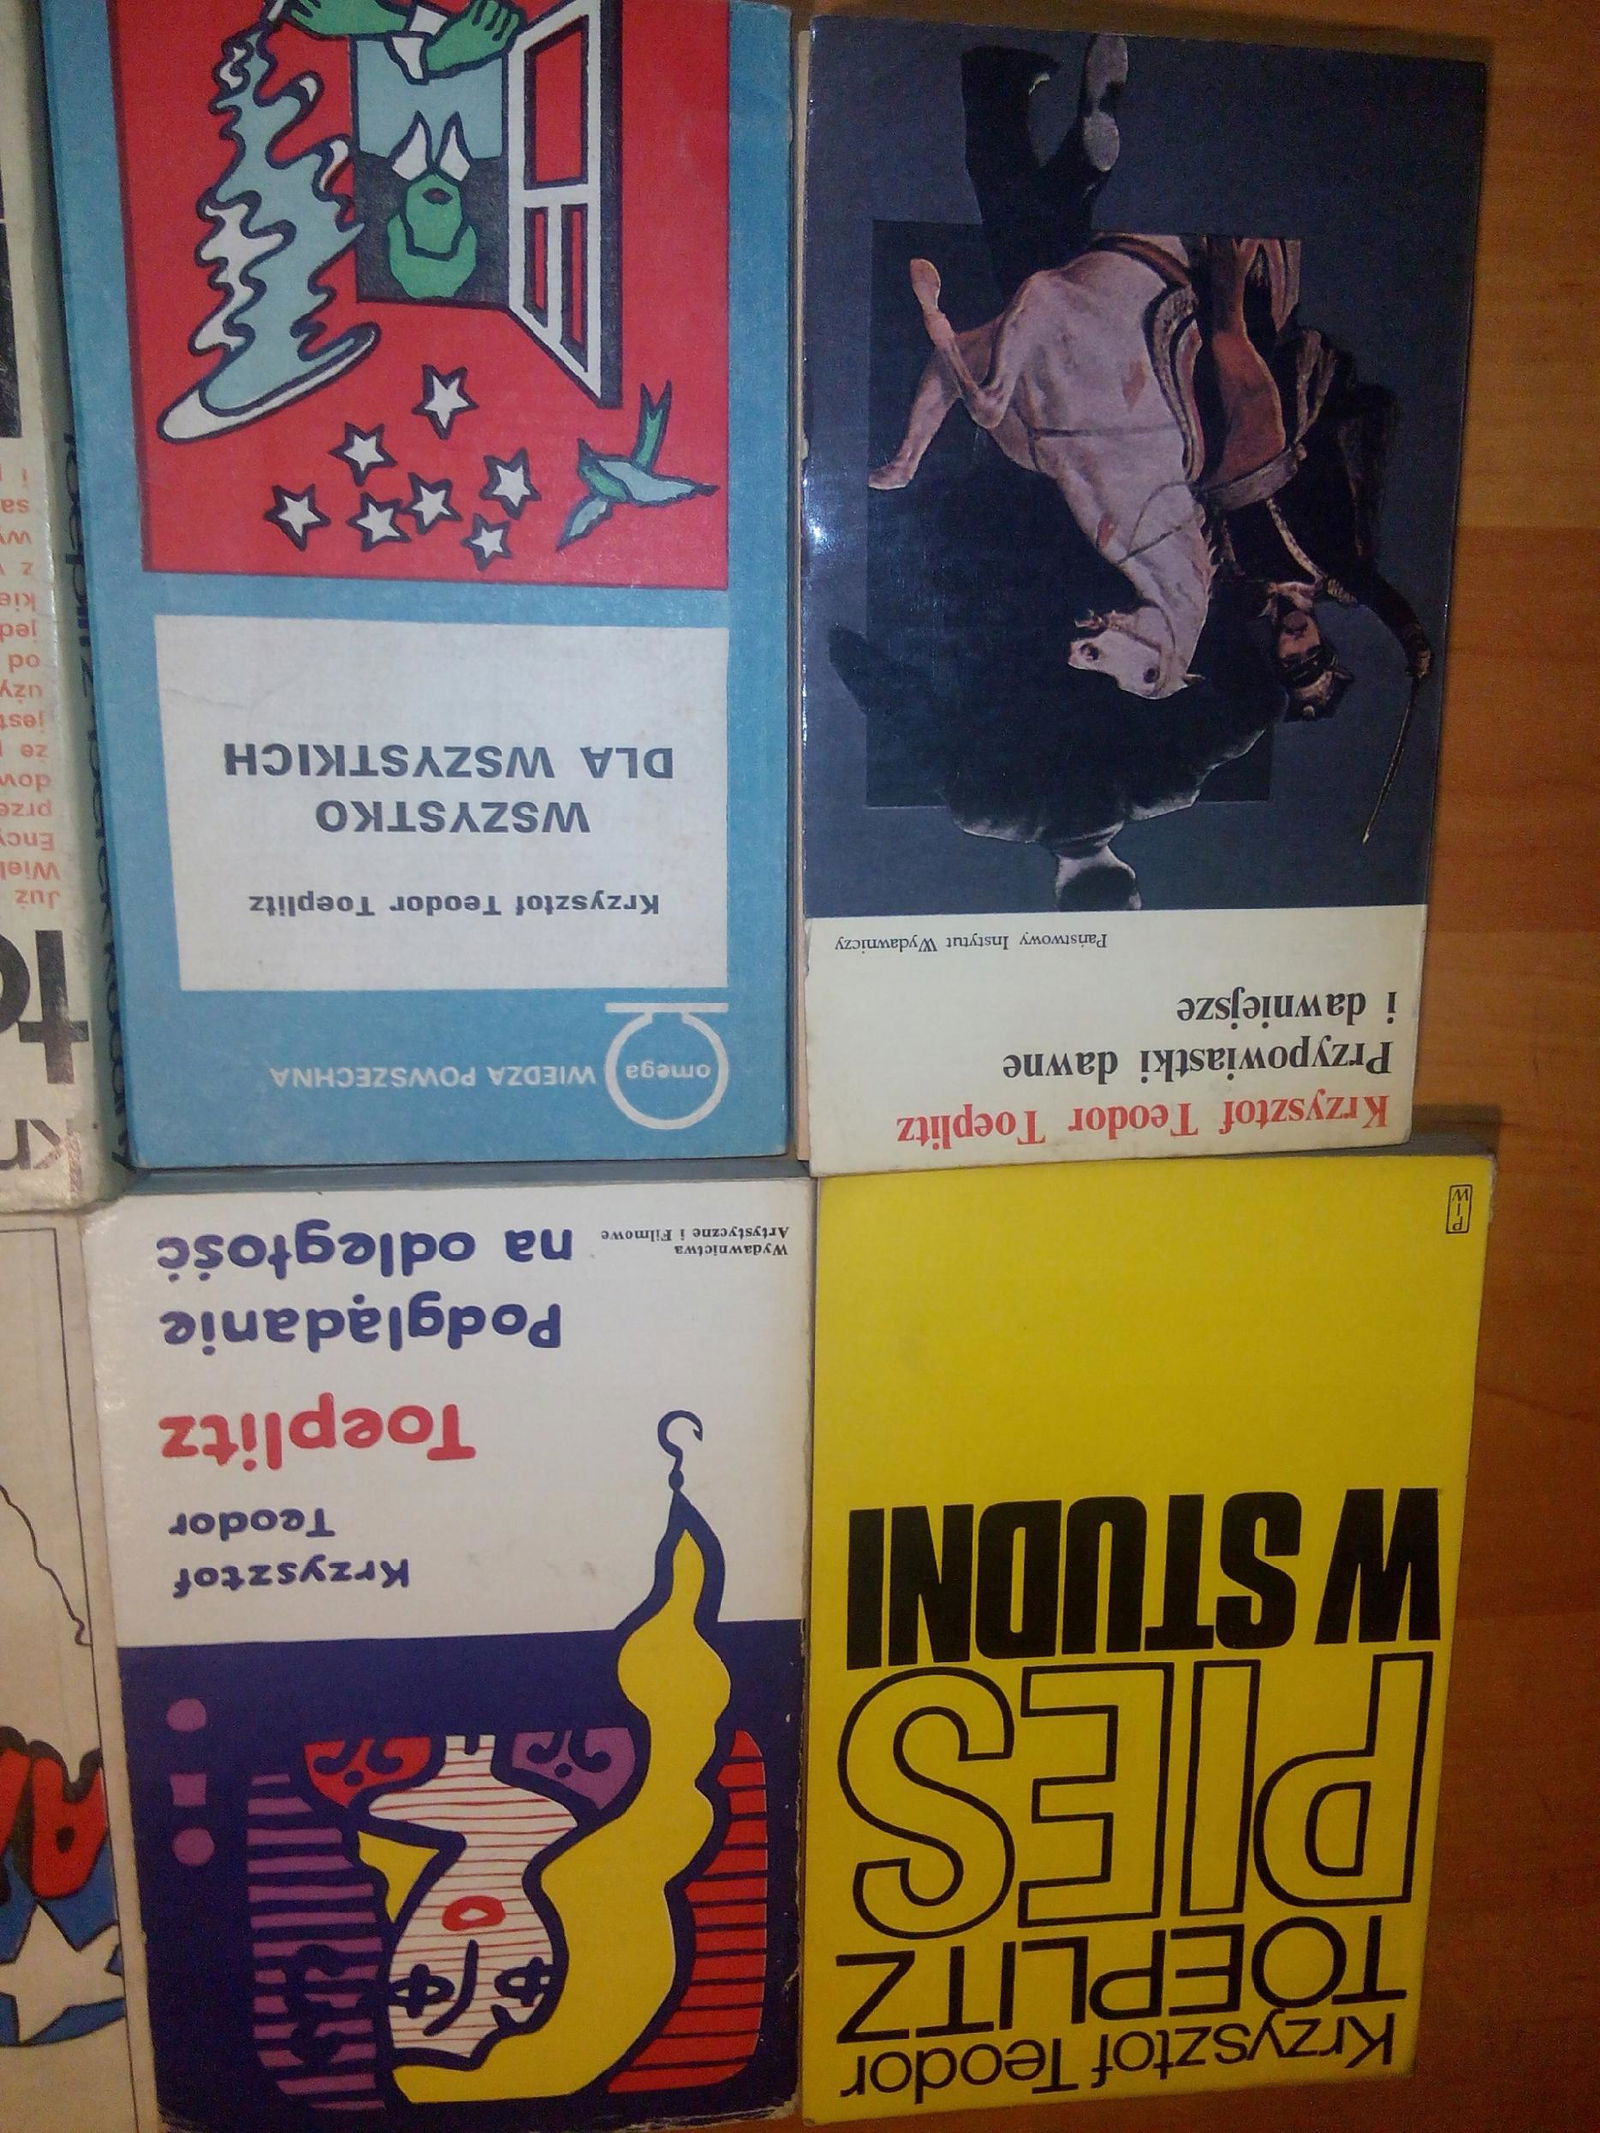 Krzysztof Teodor
TOEPLITZ
PIES
W STUDNI
PIW
Krzysztof
Teodor
Toeplitz
Podglądanie
na odległość
Wydawnictwa
Artystyczne i Filmowe
Krzysztof Teodor Toeplitz
Przypowiastki dawne
i dawniejsze
Państwowy Instytut Wydawniczy
omega WIEDZA POWSZECHNA
Krzysztof Teodor Toeplitz
WSZYSTKO
DLA WSZYSTKICH
Już